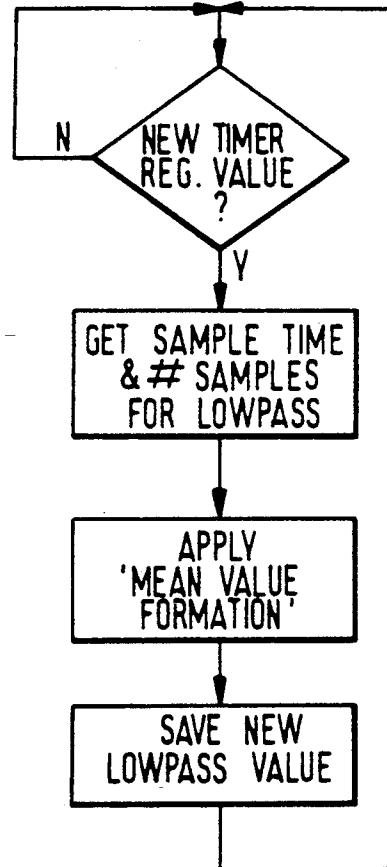 N
NEW TIMER
REG. VALUE
?
Y
GET SAMPLE TIME
& # SAMPLES
FOR LOWPASS
APPLY
'MEAN VALUE
FORMATION'
SAVE NEW
LOWPASS VALUE